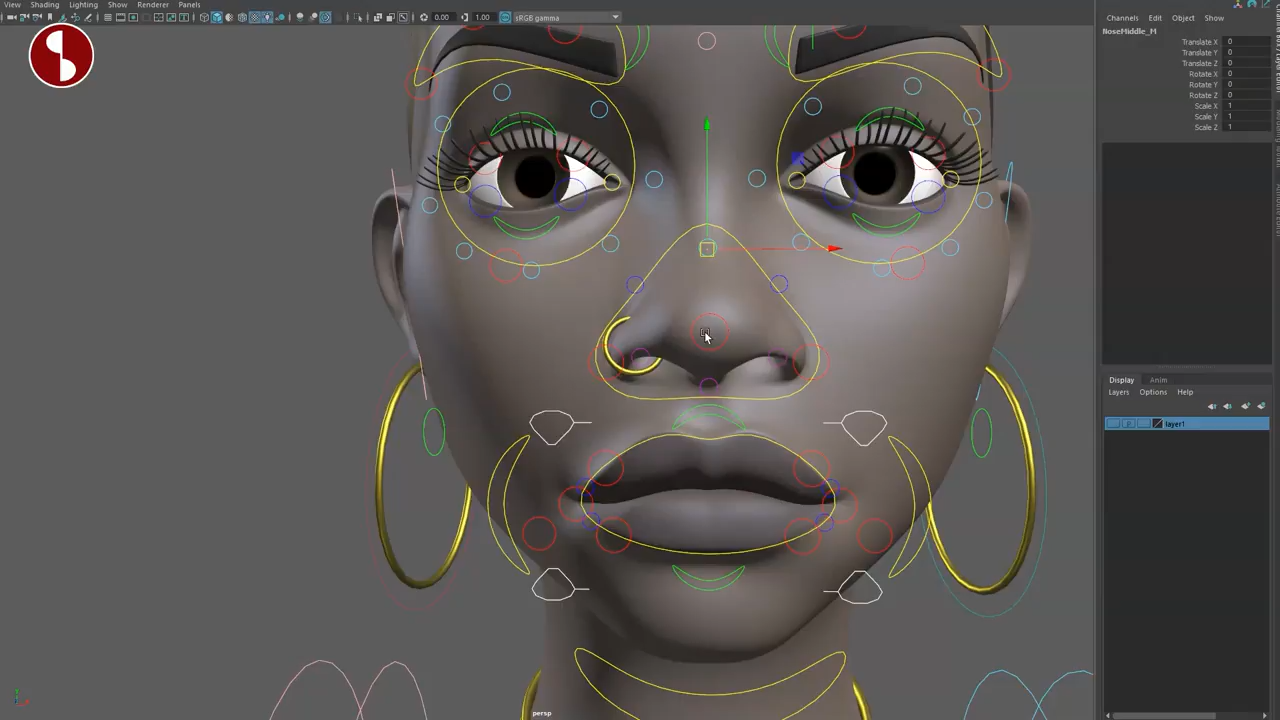 View Shading Lighting Show Renderer Panels
0.00 1.00 sRGB gamma
Channels Edit Object Show
NoseMiddle_M
Translate X 0
Translate Y 0
Translate Z 0
Rotate X 0
Rotate Y 0
Rotate Z 0
Scale X 1
Scale Y 1
Scale Z 1
Display Anim
Layers Options Help
P layer1
persp